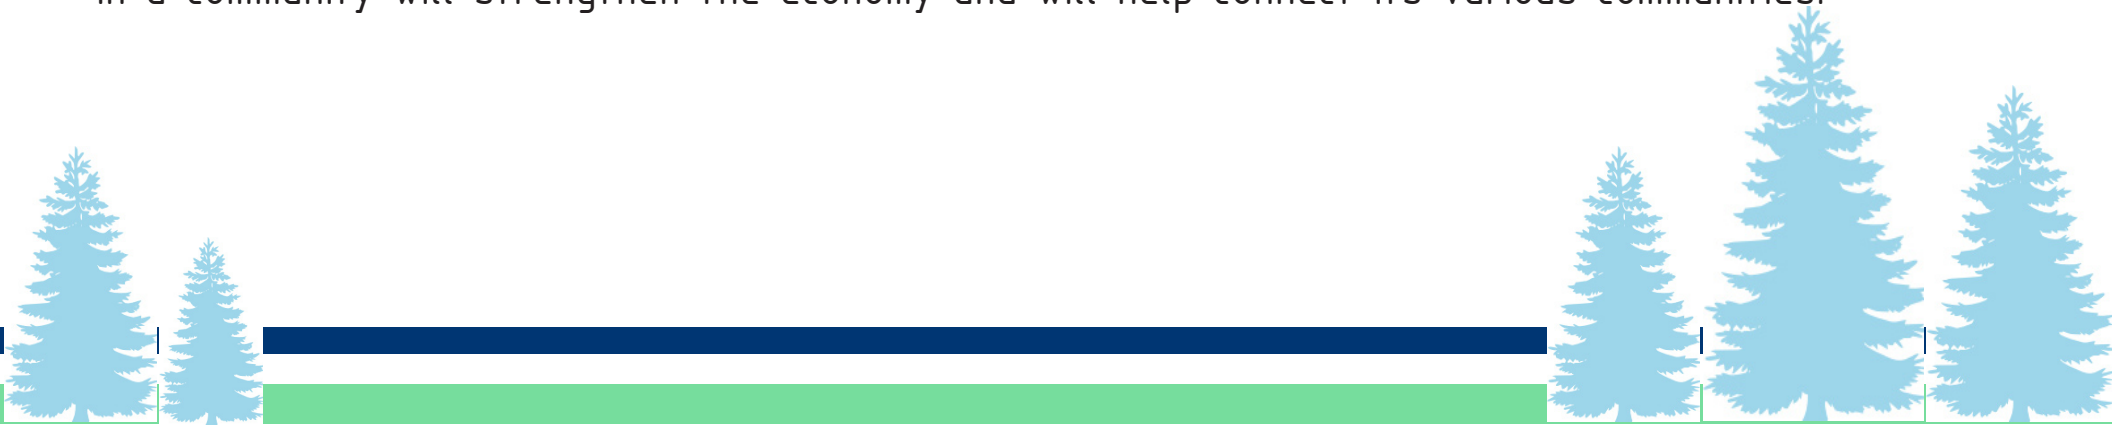 in a community will strengthen the economy and will help connect its various communities.